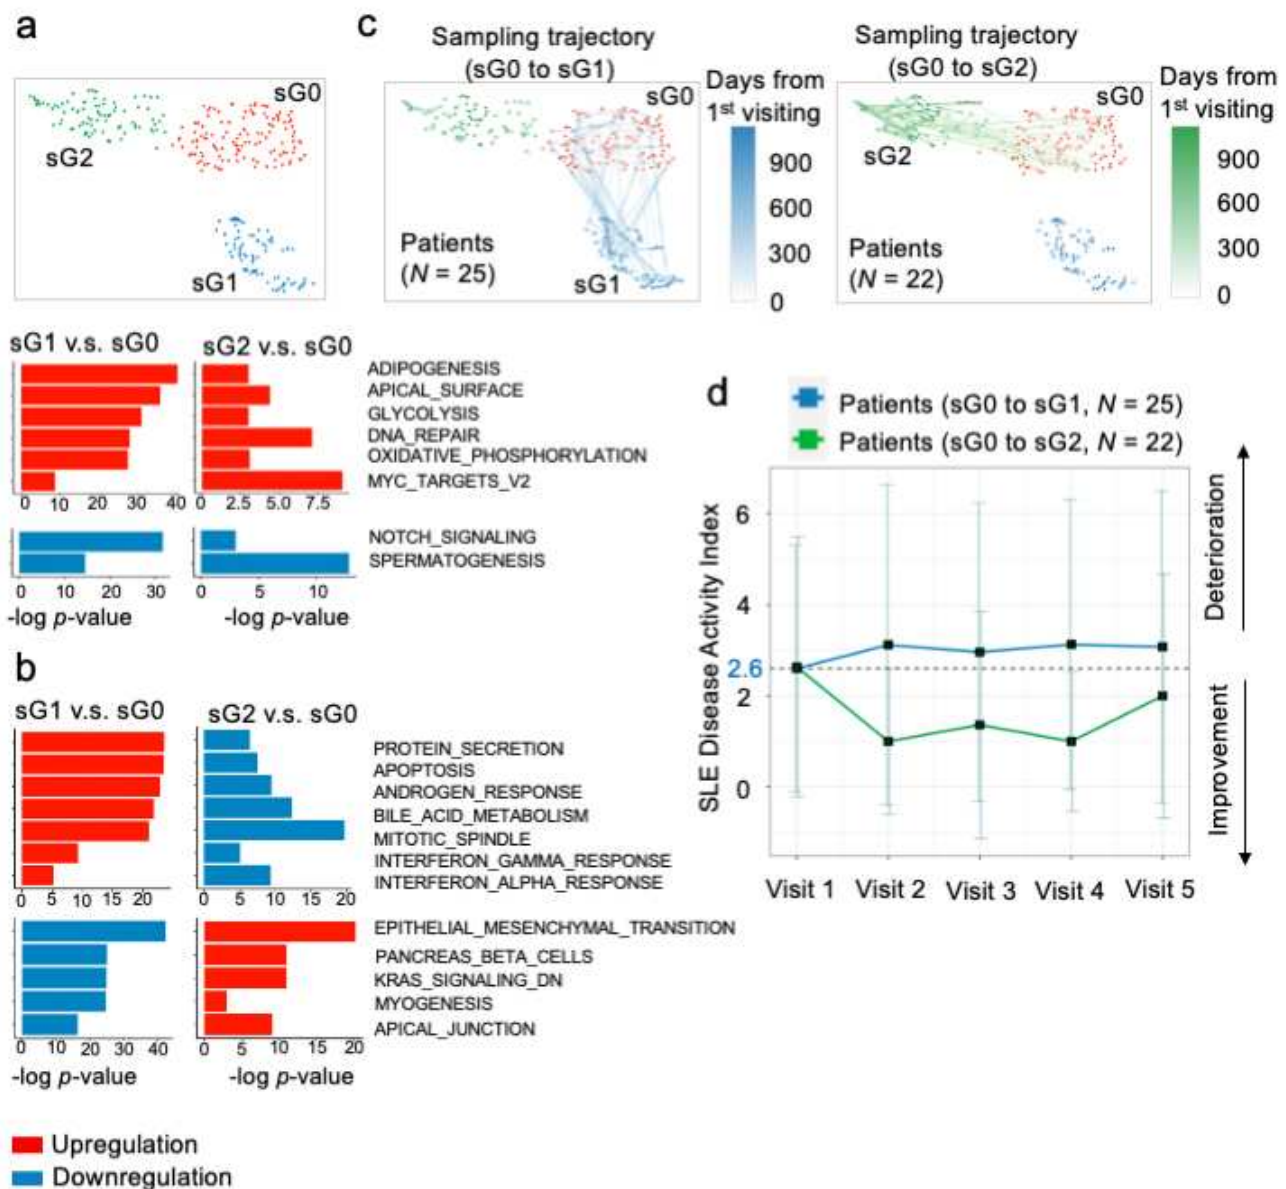 a
sG0
sG2
sG1
c
Sampling trajectory
(sG0 to sG1)
sG0
Patients
(N = 25)
sG1
Days from
1st visiting
900
600
300
0
Sampling trajectory
(sG0 to sG2)
sG0
sG2
Patients
(N = 22)
Days from
1st visiting
900
600
300
0
sG1 v.s. sG0
sG2 v.s. sG0
ADIPOGENESIS
APICAL_SURFACE
GLYCOLYSIS
DNA_REPAIR
OXIDATIVE_PHOSPHORYLATION
MYC_TARGETS_V2
0 10 20 30 40
0 2.5 5.0 7.5
NOTCH_SIGNALING
SPERMATOGENESIS
0 10 20 30
0 5 10
-log p-value
-log p-value
b
sG1 v.s. sG0
sG2 v.s. sG0
PROTEIN_SECRETION
APOPTOSIS
ANDROGEN_RESPONSE
BILE_ACID_METABOLISM
MITOTIC_SPINDLE
INTERFERON_GAMMA_RESPONSE
INTERFERON_ALPHA_RESPONSE
0 5 10 15 20
0 5 10 15 20
EPITHELIAL_MESENCHYMAL_TRANSITION
PANCREAS_BETA_CELLS
KRAS_SIGNALING_DN
MYOGENESIS
APICAL_JUNCTION
0 10 20 30 40
0 5 10 15 20
-log p-value
-log p-value
Upregulation
Downregulation
d
Patients (sG0 to sG1, N = 25)
Patients (sG0 to sG2, N = 22)
SLE Disease Activity Index
6
4
2.6
2
0
Visit 1 Visit 2 Visit 3 Visit 4 Visit 5
Deterioration
Improvement